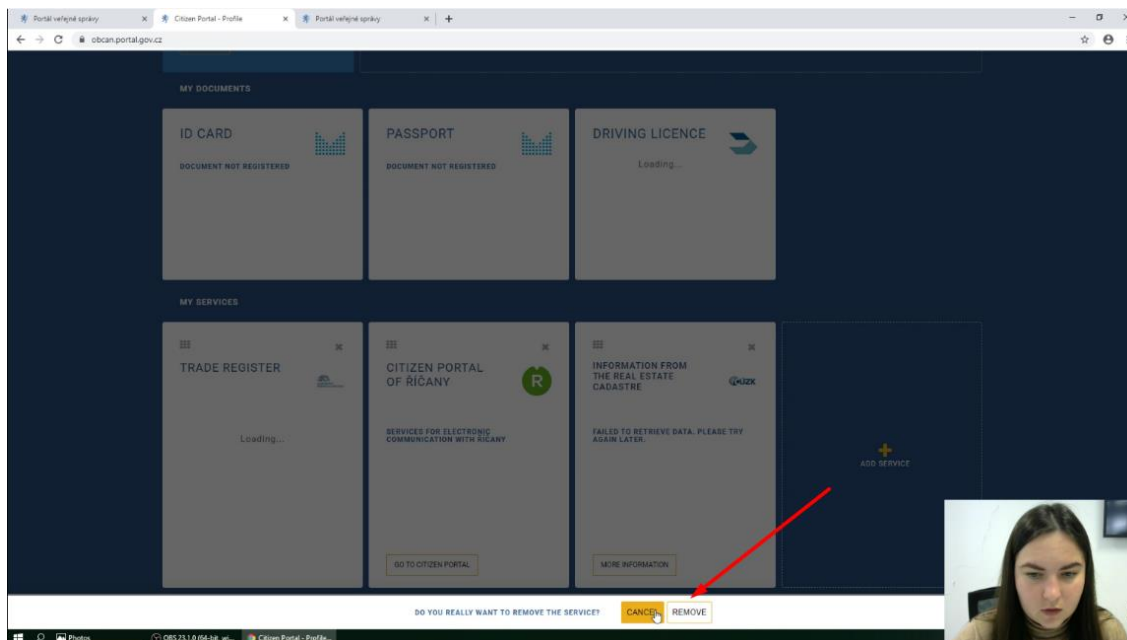 Portál veřejné správy
Citizen Portal - Profile
Portál veřejné správy
obcan.portal.gov.cz
MY DOCUMENTS
ID CARD
DOCUMENT NOT REGISTERED
PASSPORT
DOCUMENT NOT REGISTERED
DRIVING LICENCE
Loading...
MY SERVICES
TRADE REGISTER
Loading...
CITIZEN PORTAL
OF ŘÍČANY
R
SERVICES FOR ELECTRONIC
COMMUNICATION WITH ŘÍČANY
GO TO CITIZEN PORTAL
INFORMATION FROM
THE REAL ESTATE
CADASTRE
ČÚZK
FAILED TO RETRIEVE DATA. PLEASE TRY
AGAIN LATER.
MORE INFORMATION
ADD SERVICE
DO YOU REALLY WANT TO REMOVE THE SERVICE?
CANCEL
REMOVE
Photos
OBS 23.1.0 (64-bit, wi...
Citizen Portal - Profile...